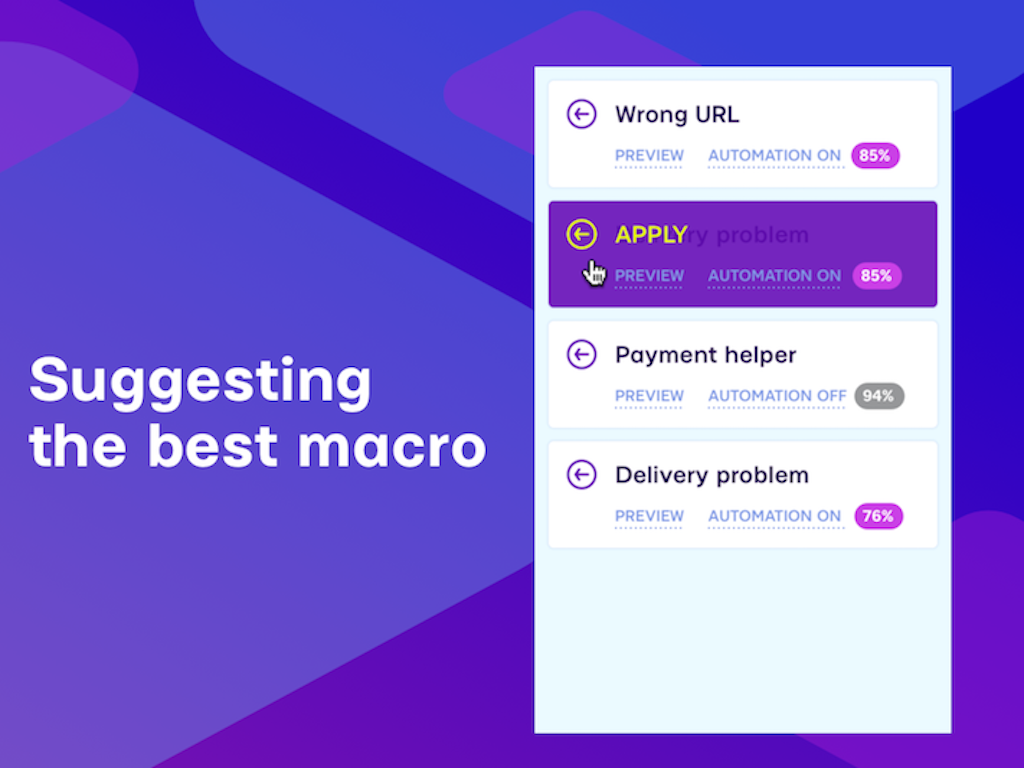 Suggesting
the best macro
Wrong URL
PREVIEW AUTOMATION ON 85%
APPLY problem
PREVIEW AUTOMATION ON 85%
Payment helper
PREVIEW AUTOMATION OFF 94%
Delivery problem
PREVIEW AUTOMATION ON 76%